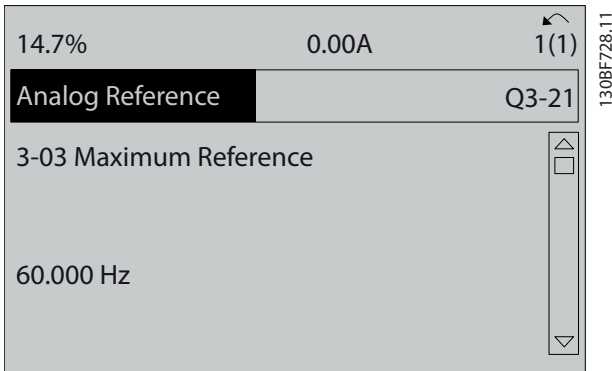 14.7% 0.00A 1(1)
Analog Reference Q3-21
3-03 Maximum Reference
60.000 Hz
130BF728.11